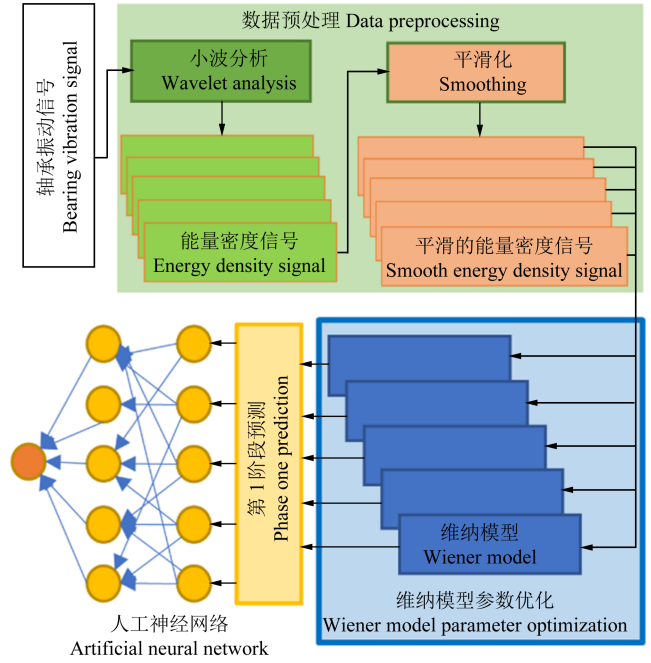 数据预处理 Data preprocessing
轴承振动信号
Bearing vibration signal
小波分析
Wavelet analysis
平滑化
Smoothing
能量密度信号
Energy density signal
平滑的能量密度信号
Smooth energy density signal
第 1 阶段预测
Phase one prediction
维纳模型
Wiener model
人工神经网络
Artificial neural network
维纳模型参数优化
Wiener model parameter optimization